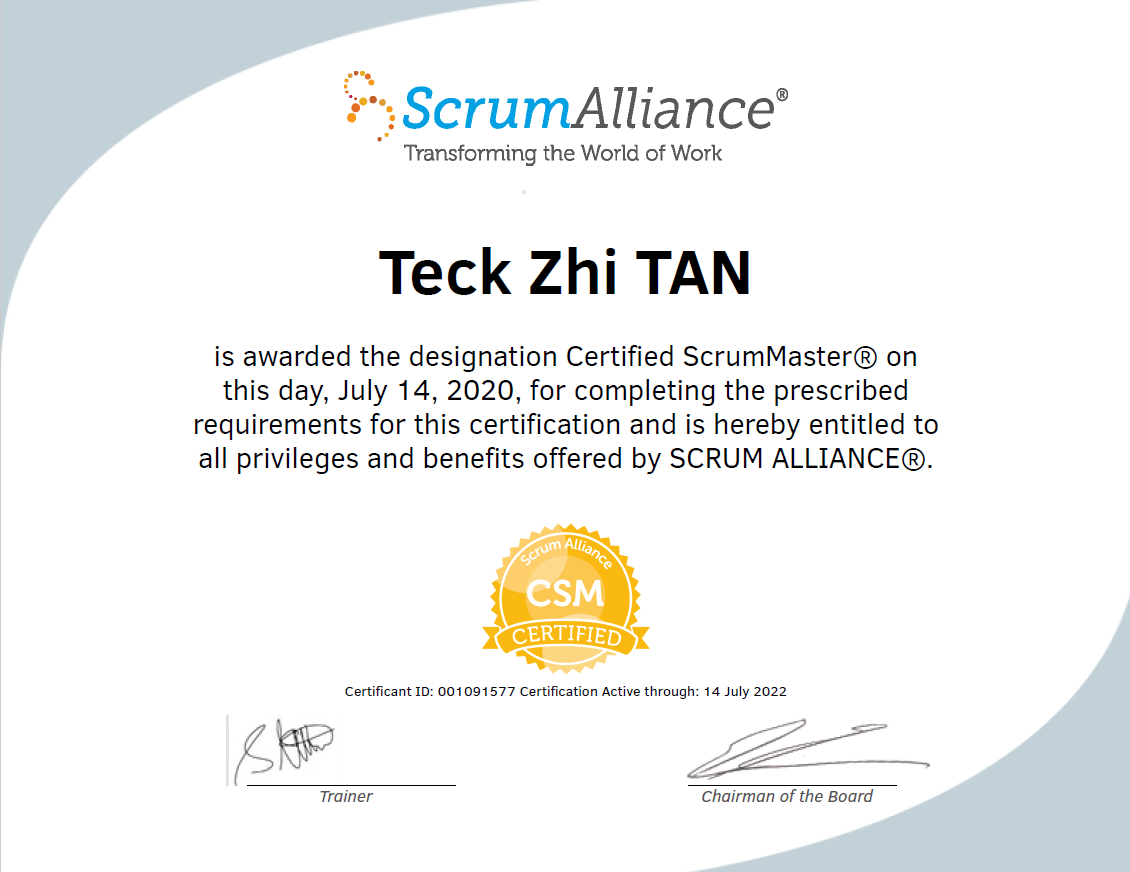 ScrumAlliance®
Transforming the World of Work
Teck Zhi TAN
is awarded the designation Certified ScrumMaster® on
this day, July 14, 2020, for completing the prescribed
requirements for this certification and is hereby entitled to
all privileges and benefits offered by SCRUM ALLIANCE®.
Scrum Alliance
CSM
CERTIFIED
Certificant ID: 001091577 Certification Active through: 14 July 2022
Trainer
Chairman of the Board